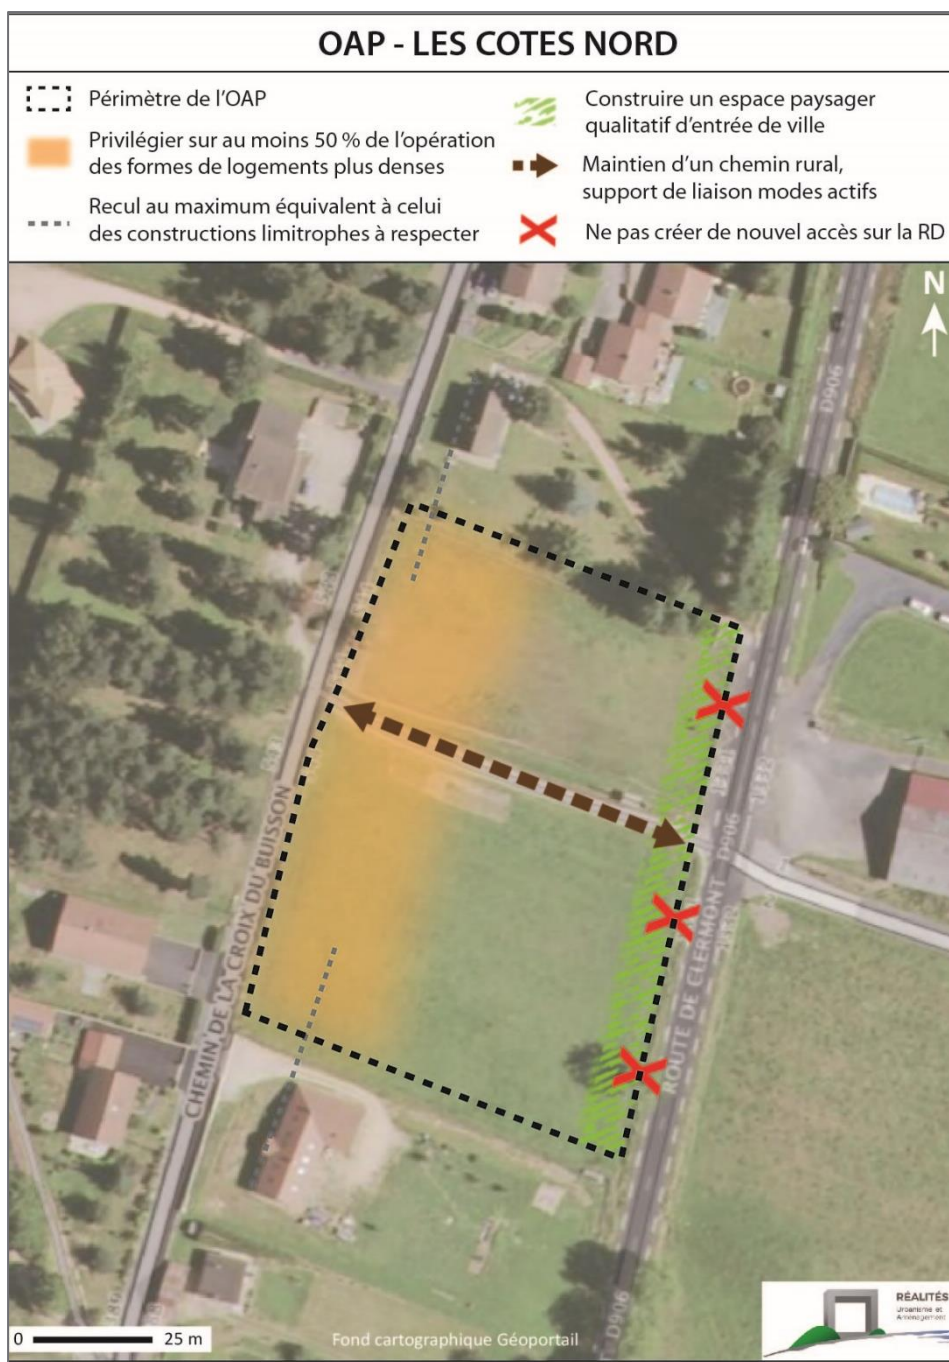 OAP - LES COTES NORD
Périmètre de l'OAP
Privilégier sur au moins 50 % de l'opération
des formes de logements plus denses
Recul au maximum équivalent à celui
des constructions limitrophes à respecter
Construire un espace paysager
qualitatif d'entrée de ville
Maintien d'un chemin rural,
support de liaison modes actifs
Ne pas créer de nouvel accès sur la RD
N
D906
CHEMIN DE LA CROIX DU BUISSON
ROUTE DE CLERMONT D906
D906
0 25 m
Fond cartographique Géoportail
RÉALITÉS
Urbanisme et
Aménagement